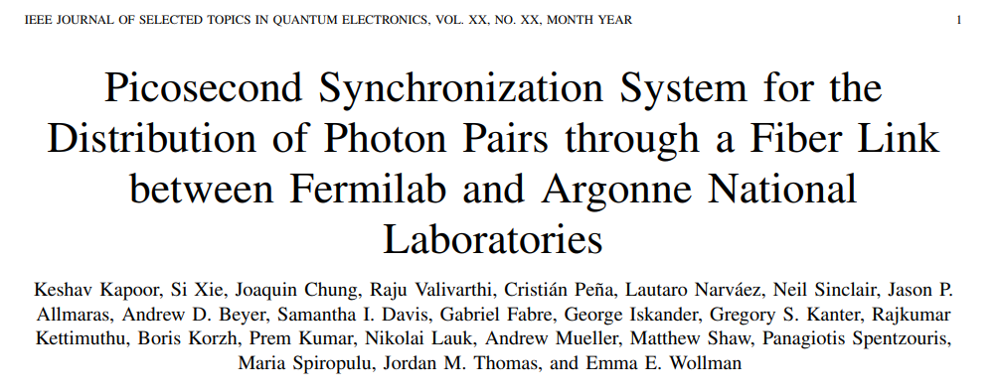 IEEE JOURNAL OF SELECTED TOPICS IN QUANTUM ELECTRONICS, VOL. XX, NO. XX, MONTH YEAR 1
Picosecond Synchronization System for the
Distribution of Photon Pairs through a Fiber Link
between Fermilab and Argonne National
Laboratories
Keshav Kapoor, Si Xie, Joaquin Chung, Raju Valivarthi, Cristián Peña, Lautaro Narváez, Neil Sinclair, Jason P.
Allmaras, Andrew D. Beyer, Samantha I. Davis, Gabriel Fabre, George Iskander, Gregory S. Kanter, Rajkumar
Kettimuthu, Boris Korzh, Prem Kumar, Nikolai Lauk, Andrew Mueller, Matthew Shaw, Panagiotis Spentzouris,
Maria Spiropulu, Jordan M. Thomas, and Emma E. Wollman